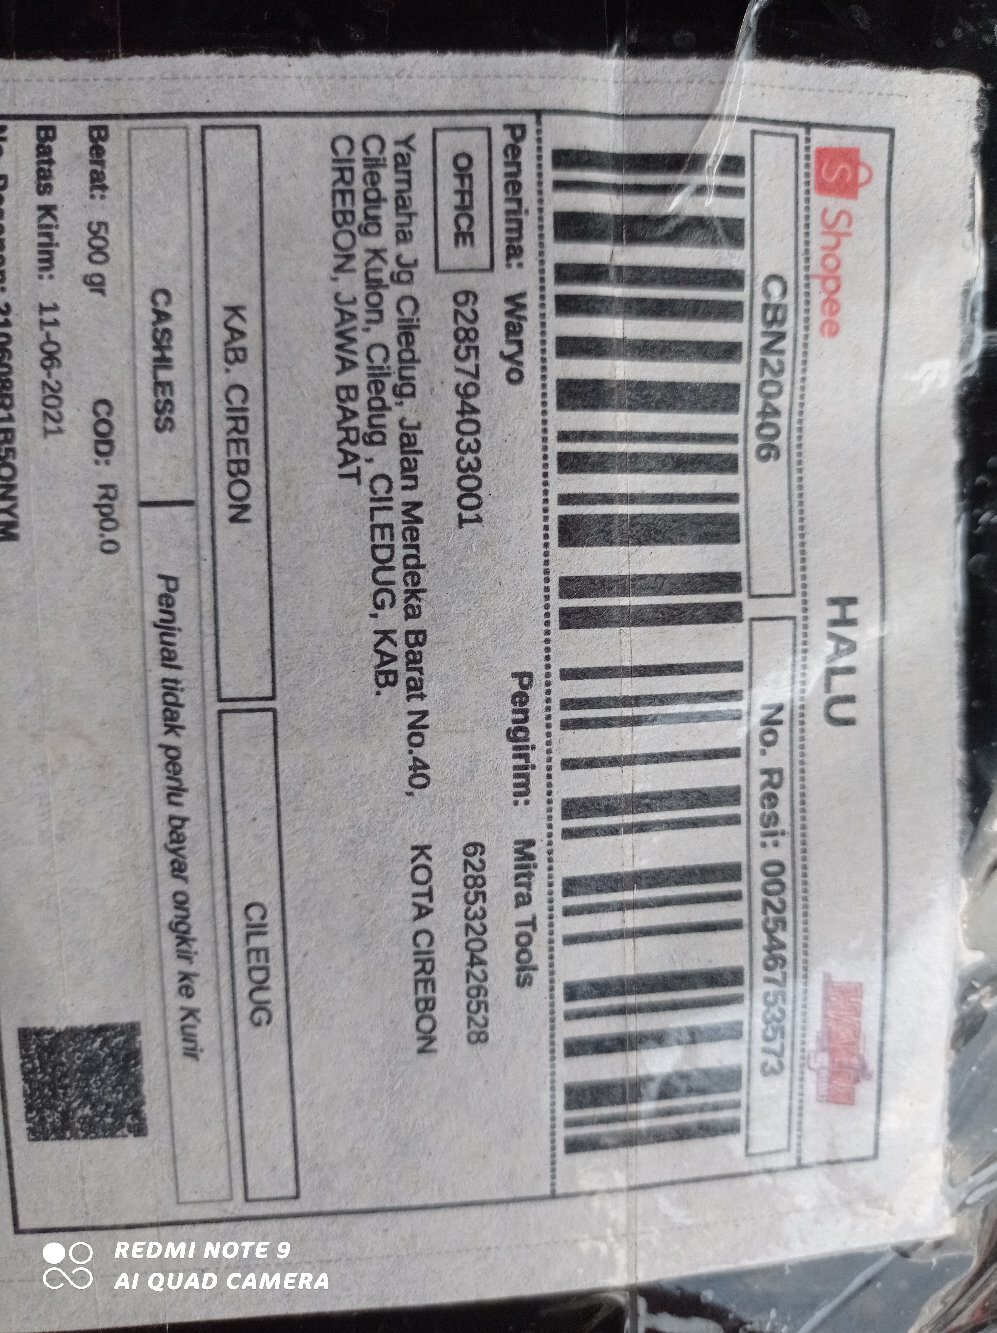 Shopee
HALU
CBN20406
No. Resi: 002546753573
Penerima: Waryo
Pengirim: Mitra Tools
OFFICE
6285794033001
6285320426528
Yamaha Jg Ciledug, Jalan Merdeka Barat No.40,
Ciledug Kulon, Ciledug , CILEDUG, KAB.
CIREBON, JAWA BARAT
KOTA CIREBON
KAB. CIREBON
CILEDUG
CASHLESS
Penjual tidak perlu bayar ongkir ke Kurir
Berat: 500 gr
COD: Rp0.0
Batas Kirim: 11-06-2021
REDMI NOTE 9
AI QUAD CAMERA